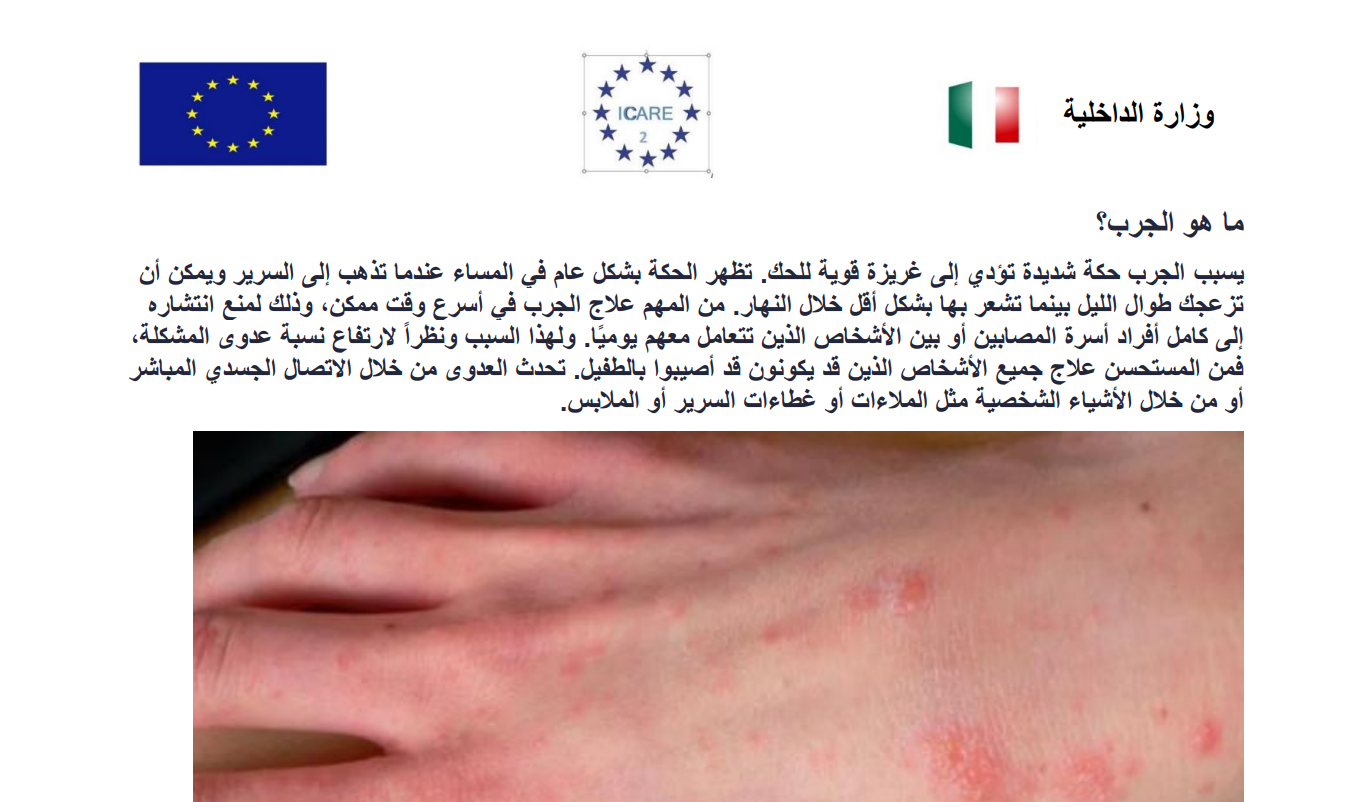 ICARE
2
وزارة الداخلية
ما هو الجرب؟
يسبب الجرب حكة شديدة تؤدي إلى غريزة قوية للحك. تظهر الحكة بشكل عام في المساء عندما تذهب إلى السرير ويمكن أن
تزعجك طوال الليل بينما تشعر بها بشكل أقل خلال النهار. من المهم علاج الجرب في أسرع وقت ممكن، وذلك لمنع انتشاره
إلى كامل أفراد أسرة المصابين أو بين الأشخاص الذين تتعامل معهم يوميًا. ولهذا السبب ونظراً لارتفاع نسبة عدوى المشكلة،
فمن المستحسن علاج جميع الأشخاص الذين قد يكونون قد أصيبوا بالطفيل. تحدث العدوى من خلال الاتصال الجسدي المباشر
أو من خلال الأشياء الشخصية مثل الملاءات أو غطاءات السرير أو الملابس.